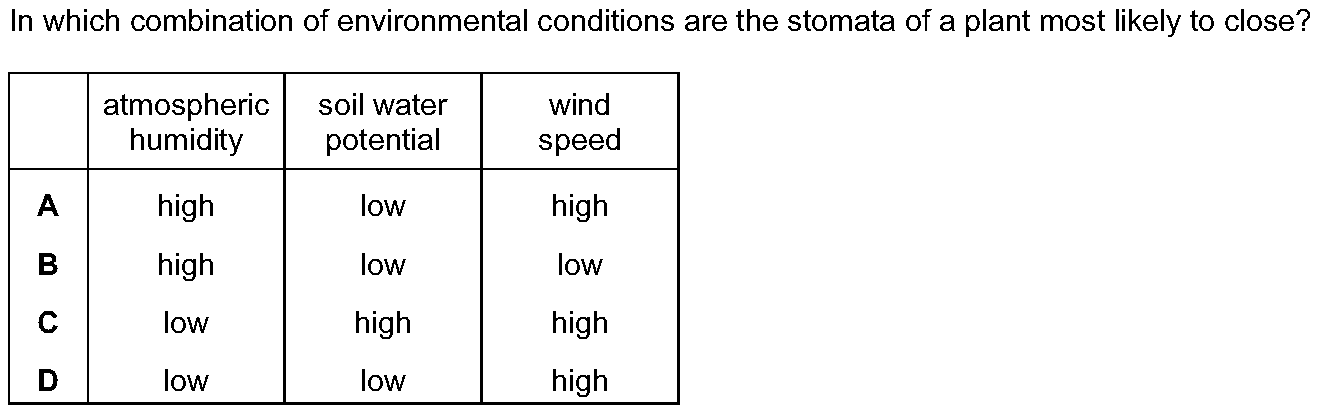 In which combination of environmental conditions are the stomata of a plant most likely to close?
atmospheric humidity soil water potential wind speed
A high low high
B high low low
C low high high
D low low high